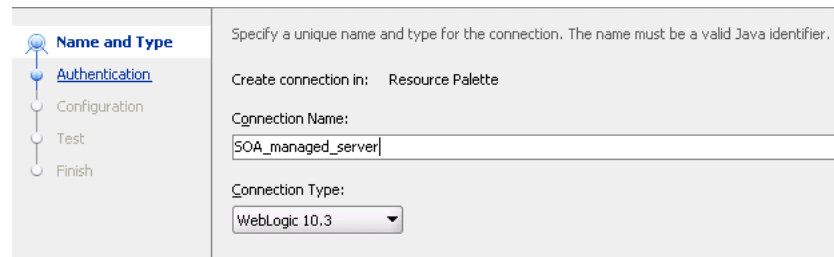 Name and Type
Authentication
Configuration
Test
Finish
Specify a unique name and type for the connection. The name must be a valid Java identifier.
Create connection in: Resource Palette
Connection Name:
SOA_managed_server
Connection Type:
WebLogic 10.3